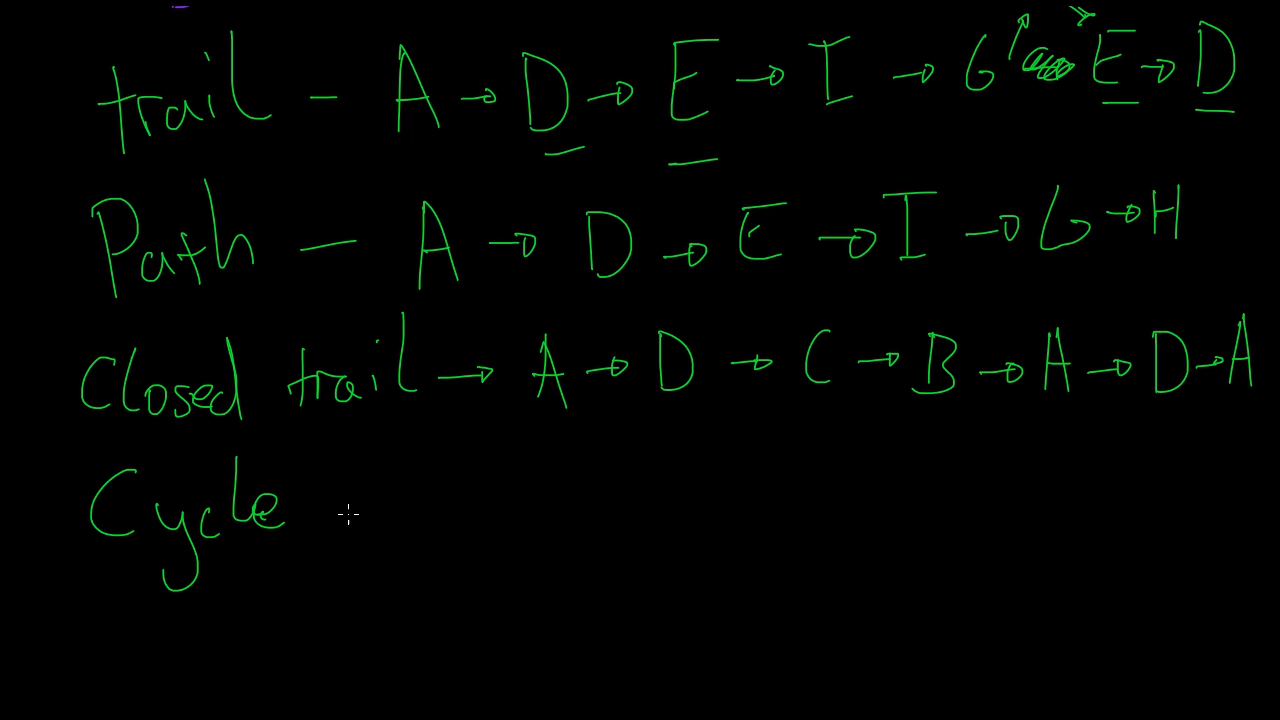 trail - A → D → E → I → G → E → D
Path - A → D → E → I → G → H
Closed trail → A → D → C → B → A → D → A
Cycle